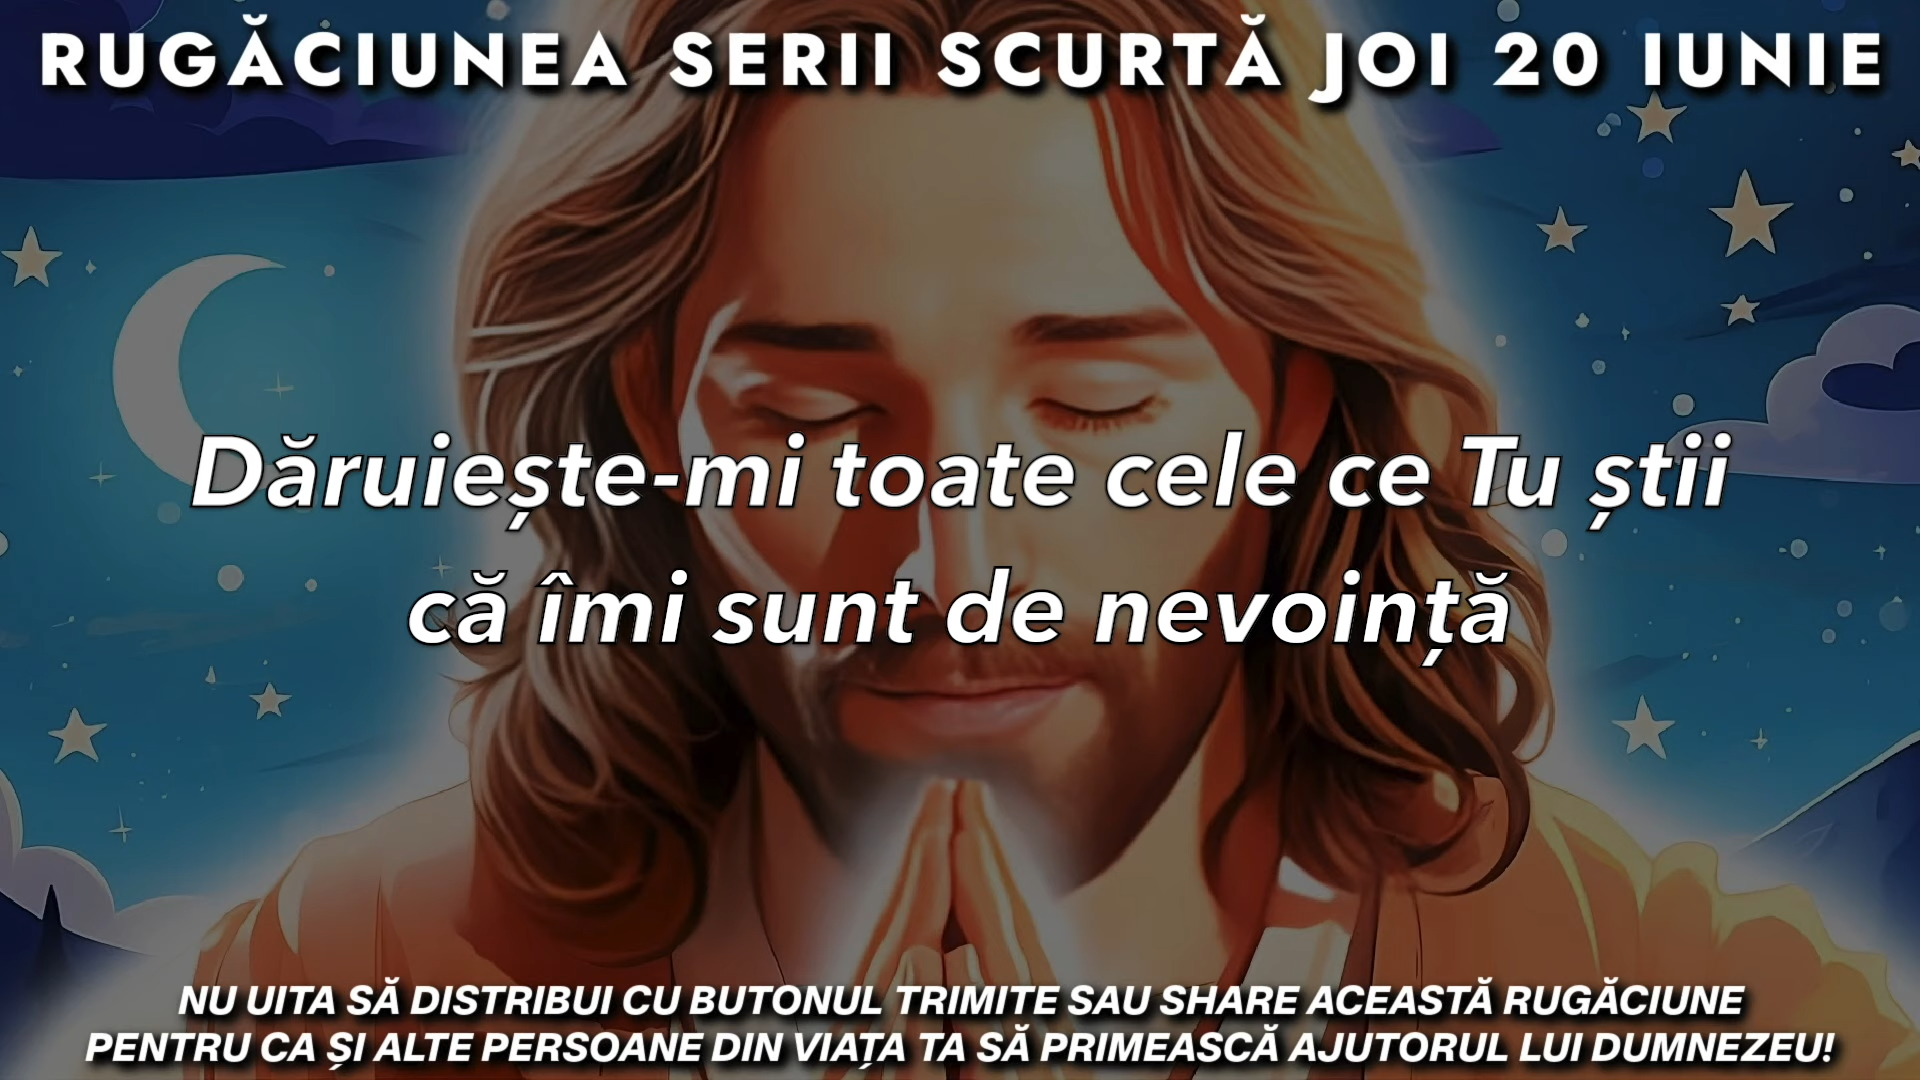 RUGĂCIUNEA SERII SCURTĂ JOI 20 IUNIE
Dăruiește-mi toate cele ce Tu știi
că îmi sunt de nevoință
NU UITA SĂ DISTRIBUI CU BUTONUL TRIMITE SAU SHARE ACEASTĂ RUGĂCIUNE
PENTRU CA ȘI ALTE PERSOANE DIN VIAȚA TA SĂ PRIMEASCĂ AJUTORUL LUI DUMNEZEU!